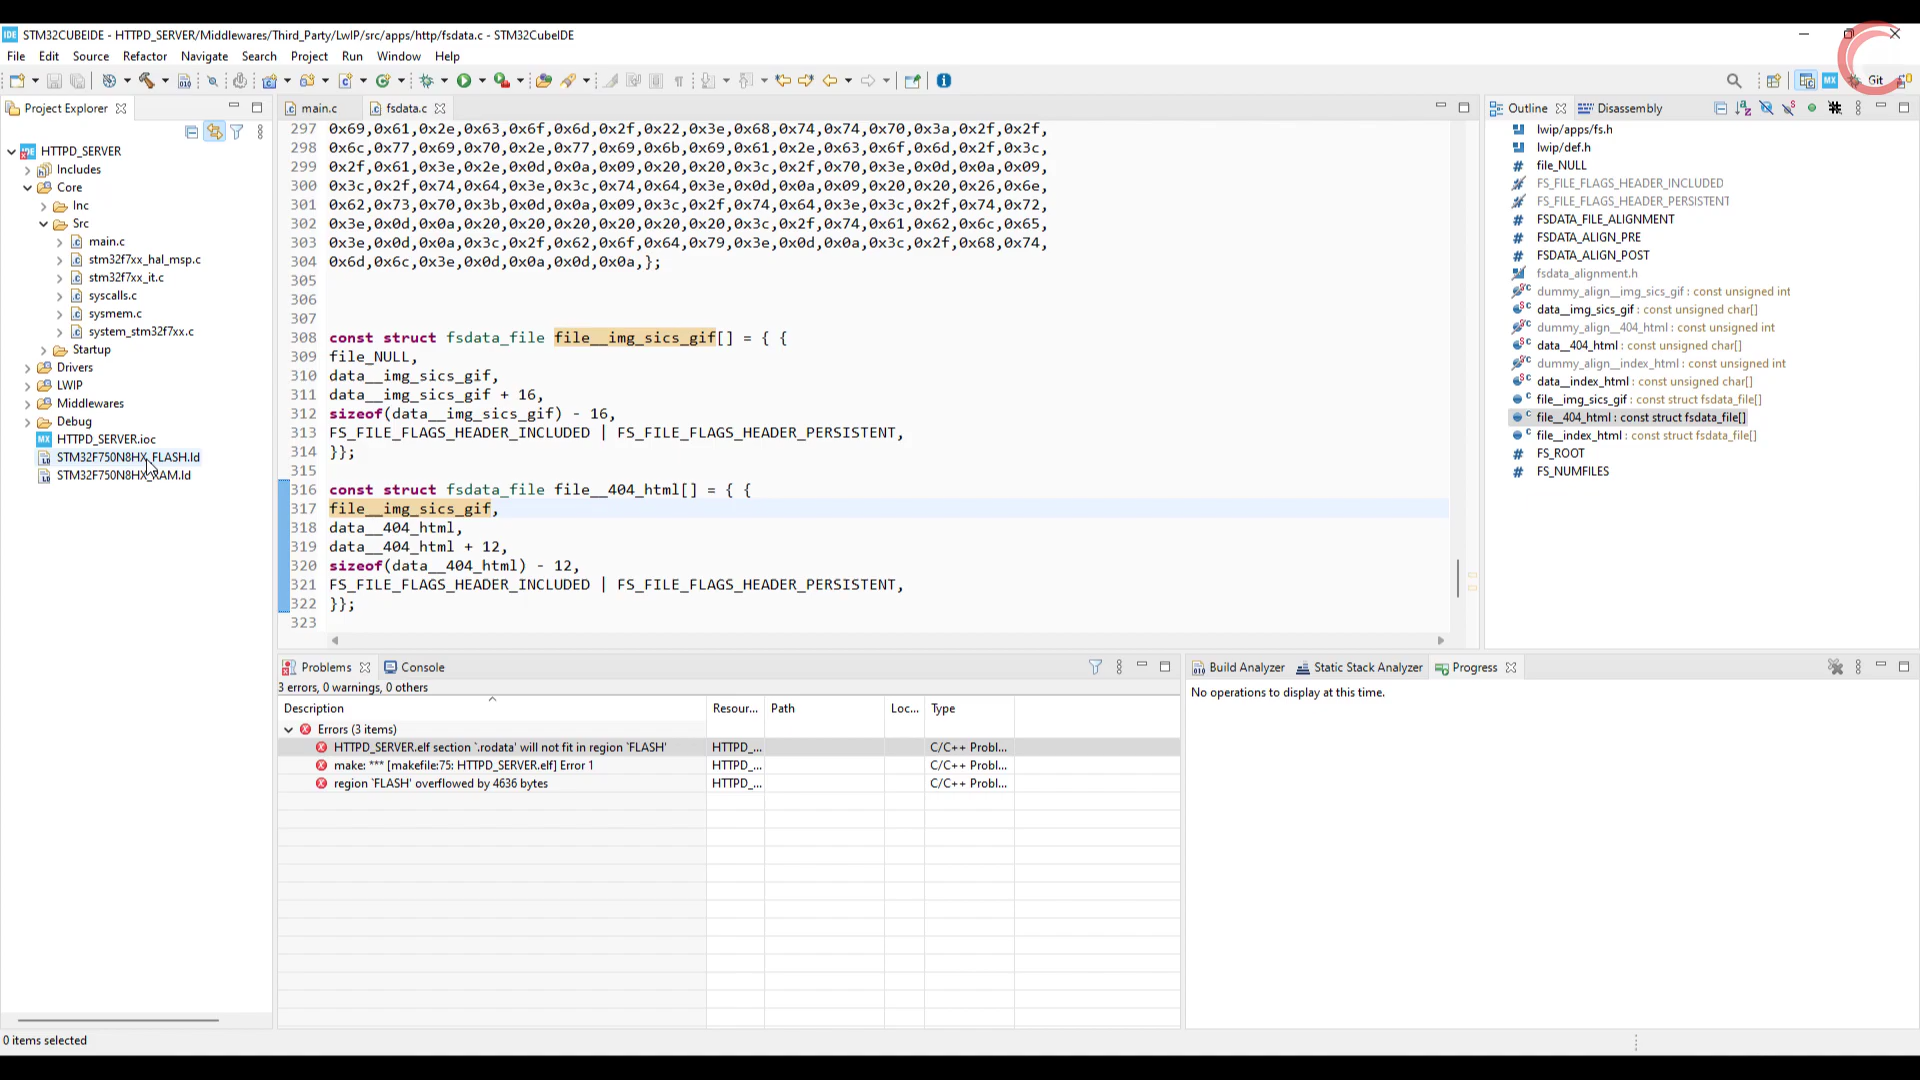 IDE STM32CUBEIDE - HTTPD_SERVER/Middlewares/Third_Party/LwIP/src/apps/http/fsdata.c - STM32CubeIDE
File Edit Source Refactor Navigate Search Project Run Window Help
MX Git
Project Explorer
HTTPD_SERVER
Includes
Core
Inc
Src
main.c
stm32f7xx_hal_msp.c
stm32f7xx_it.c
syscalls.c
sysmem.c
system_stm32f7xx.c
Startup
Drivers
LWIP
Middlewares
Debug
MX HTTPD_SERVER.ioc
STM32F750N8HX_FLASH.ld
STM32F750N8HX_RAM.ld
main.c fsdata.c
297 0x69,0x61,0x2e,0x63,0x6f,0x6d,0x2f,0x22,0x3e,0x68,0x74,0x74,0x70,0x3a,0x2f,0x2f,
298 0x6c,0x77,0x69,0x70,0x2e,0x77,0x69,0x6b,0x69,0x61,0x2e,0x63,0x6f,0x6d,0x2f,0x3c,
299 0x2f,0x61,0x3e,0x2e,0x0d,0x0a,0x09,0x20,0x20,0x3c,0x2f,0x70,0x3e,0x0d,0x0a,0x09,
300 0x3c,0x2f,0x74,0x64,0x3e,0x3c,0x74,0x64,0x3e,0x0d,0x0a,0x09,0x20,0x20,0x26,0x6e,
301 0x62,0x73,0x70,0x3b,0x0d,0x0a,0x09,0x3c,0x2f,0x74,0x64,0x3e,0x3c,0x2f,0x74,0x72,
302 0x3e,0x0d,0x0a,0x20,0x20,0x20,0x20,0x20,0x20,0x3c,0x2f,0x74,0x61,0x62,0x6c,0x65,
303 0x3e,0x0d,0x0a,0x3c,0x2f,0x62,0x6f,0x64,0x79,0x3e,0x0d,0x0a,0x3c,0x2f,0x68,0x74,
304 0x6d,0x6c,0x3e,0x0d,0x0a,0x0d,0x0a,};
305
306
307
308 const struct fsdata_file file__img_sics_gif[] = { {
309 file_NULL,
310 data__img_sics_gif,
311 data__img_sics_gif + 16,
312 sizeof(data__img_sics_gif) - 16,
313 FS_FILE_FLAGS_HEADER_INCLUDED | FS_FILE_FLAGS_HEADER_PERSISTENT,
314 }};
315
316 const struct fsdata_file file__404_html[] = { {
317 file__img_sics_gif,
318 data__404_html,
319 data__404_html + 12,
320 sizeof(data__404_html) - 12,
321 FS_FILE_FLAGS_HEADER_INCLUDED | FS_FILE_FLAGS_HEADER_PERSISTENT,
322 }};
323
Outline Disassembly
lwip/apps/fs.h
lwip/def.h
file_NULL
FS_FILE_FLAGS_HEADER_INCLUDED
FS_FILE_FLAGS_HEADER_PERSISTENT
FSDATA_FILE_ALIGNMENT
FSDATA_ALIGN_PRE
FSDATA_ALIGN_POST
fsdata_alignment.h
dummy_align__img_sics_gif : const unsigned int
data__img_sics_gif : const unsigned char[]
dummy_align__404_html : const unsigned int
data__404_html : const unsigned char[]
dummy_align__index_html : const unsigned int
data__index_html : const unsigned char[]
file__img_sics_gif : const struct fsdata_file[]
file__404_html : const struct fsdata_file[]
file__index_html : const struct fsdata_file[]
FS_ROOT
FS_NUMFILES
Problems Console
3 errors, 0 warnings, 0 others
Description Resour... Path Loc... Type
Errors (3 items)
HTTPD_SERVER.elf section `.rodata' will not fit in region `FLASH' HTTPD_... C/C++ Probl...
make: *** [makefile:75: HTTPD_SERVER.elf] Error 1 HTTPD_... C/C++ Probl...
region `FLASH' overflowed by 4636 bytes HTTPD_... C/C++ Probl...
Build Analyzer Static Stack Analyzer Progress
No operations to display at this time.
0 items selected